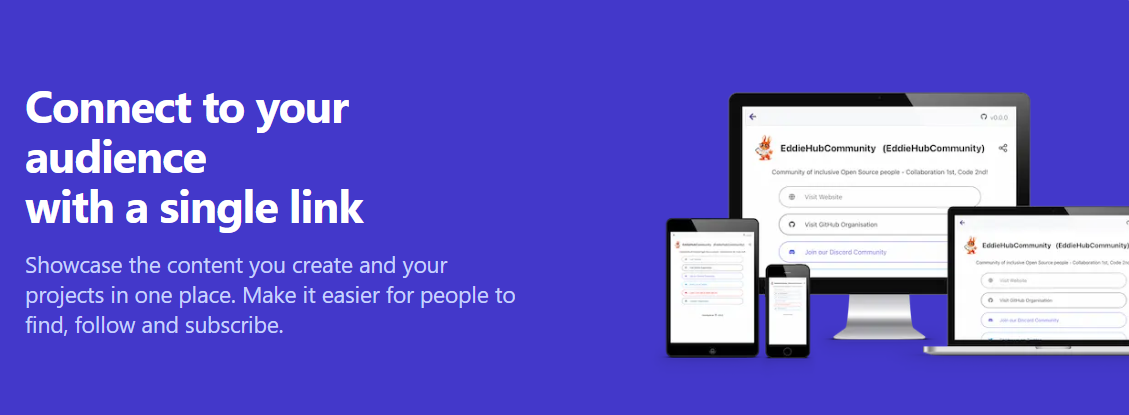 Connect to your
audience
with a single link
Showcase the content you create and your
projects in one place. Make it easier for people to
find, follow and subscribe.
v0.0.0
EddieHubCommunity (EddieHubCommunity)
Community of inclusive Open Source people - Collaboration 1st, Code 2nd!
Visit Website
Visit GitHub Organisation
Join our Discord Community
EddieHubCommunity (EddieHubCommunity)
EddieHubCommunity (EddieHubCommunity)
Community of inclusive Open Source people - Collaboration 1st, Code 2nd
Visit Website
Visit GitHub Organisation
Join our Discord Community